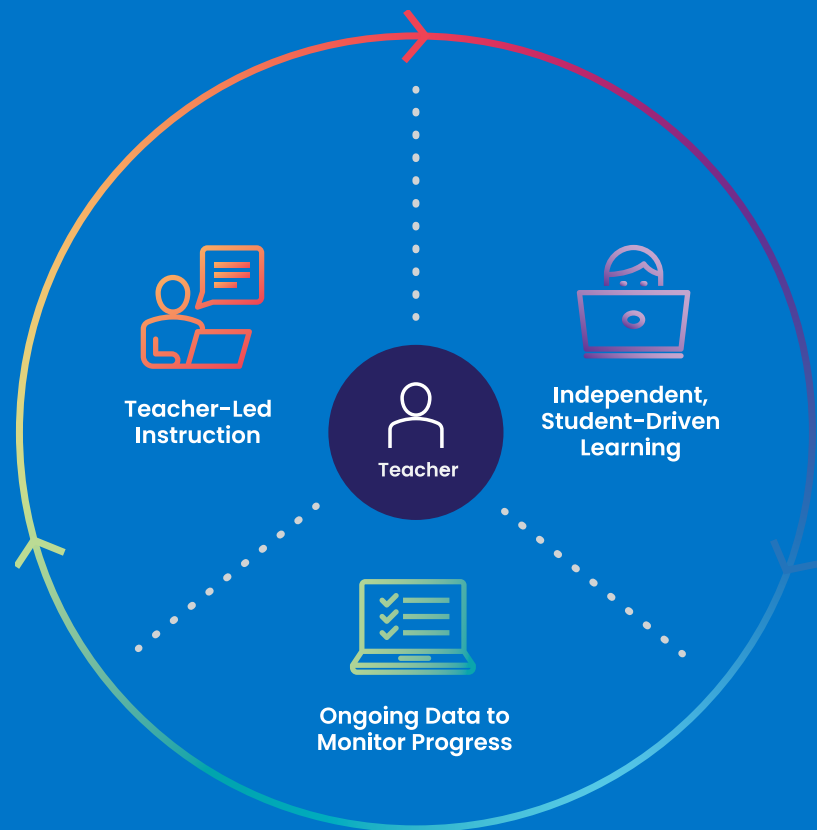 Teacher-Led
Instruction
Independent,
Student-Driven
Learning
Teacher
Ongoing Data to
Monitor Progress